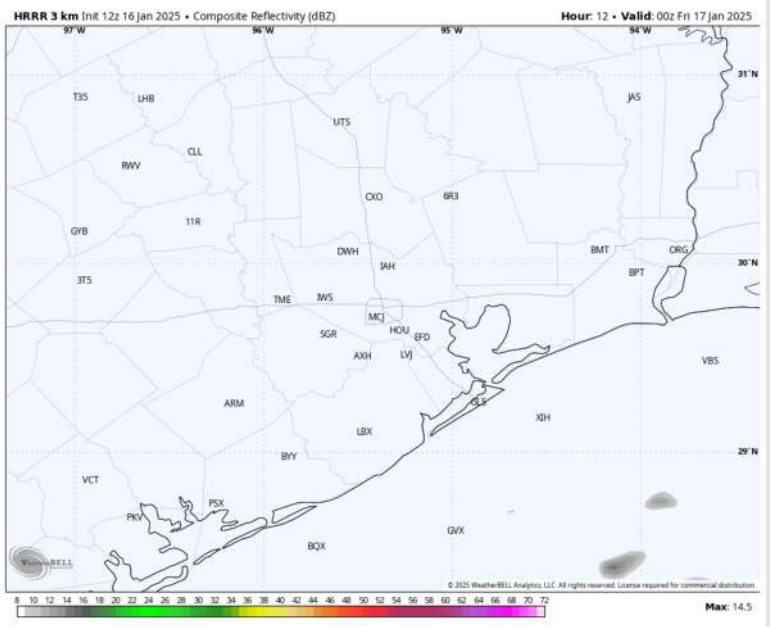 HRRR 3 km Init 12z 16 Jan 2025 • Composite Reflectivity (dBZ) Hour: 12 • Valid: 00z Fri 17 Jan 2025
97°W 96°W 95°W 94°W
31°N
T35 LHB JAS
UTS
CLL
RWV
CXO 6R3
11R
GYB
DWH BMT ORG
IAH 30°N
BPT
3T5
TME IWS
MCJ
SGR HOU EFD
AXH LVJ VBS
ARM GLS
XIH
LBX
BYY 29°N
VCT
PSX
PKV
GVX
BQX
WeatherBELL
© 2025 WeatherBELL Analytics, LLC. All rights reserved. License required for commercial distribution.
8 10 12 14 16 18 20 22 24 26 28 30 32 34 36 38 40 42 44 46 48 50 52 54 56 58 60 62 64 66 68 70 72
Max: 14.5